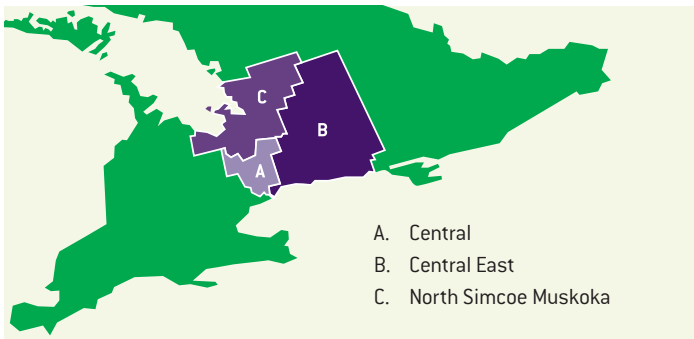 C
B
A
A. Central
B. Central East
C. North Simcoe Muskoka